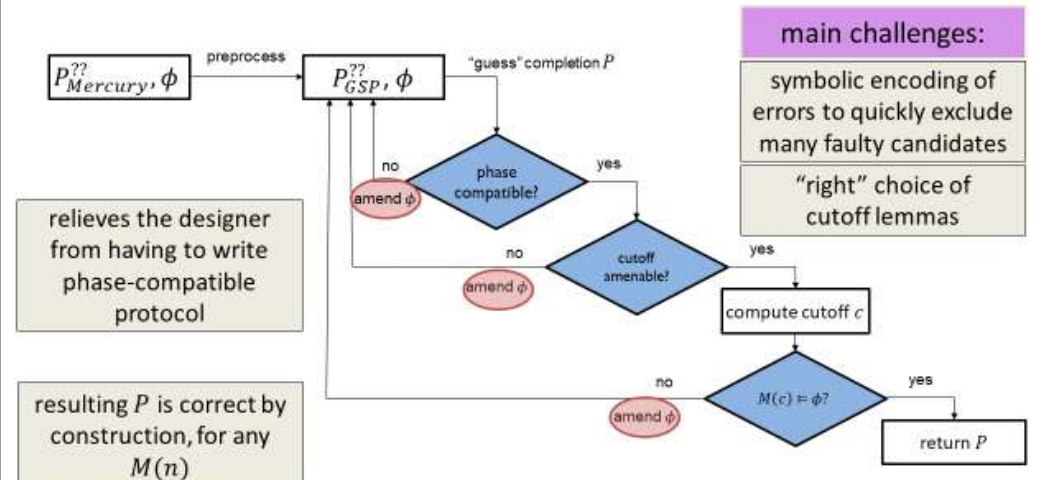 main challenges:
symbolic encoding of
errors to quickly exclude
many faulty candidates
“right” choice of
cutoff lemmas
P^{??}_{Mercury}, ϕ
preprocess
P^{??}_{GSP}, ϕ
“guess” completion P
phase
compatible?
no
amend ϕ
yes
cutoff
amenable?
no
amend ϕ
yes
compute cutoff c
M(c) ⊨ ϕ?
no
amend ϕ
yes
return P
relieves the designer
from having to write
phase-compatible
protocol
resulting P is correct by
construction, for any
M(n)